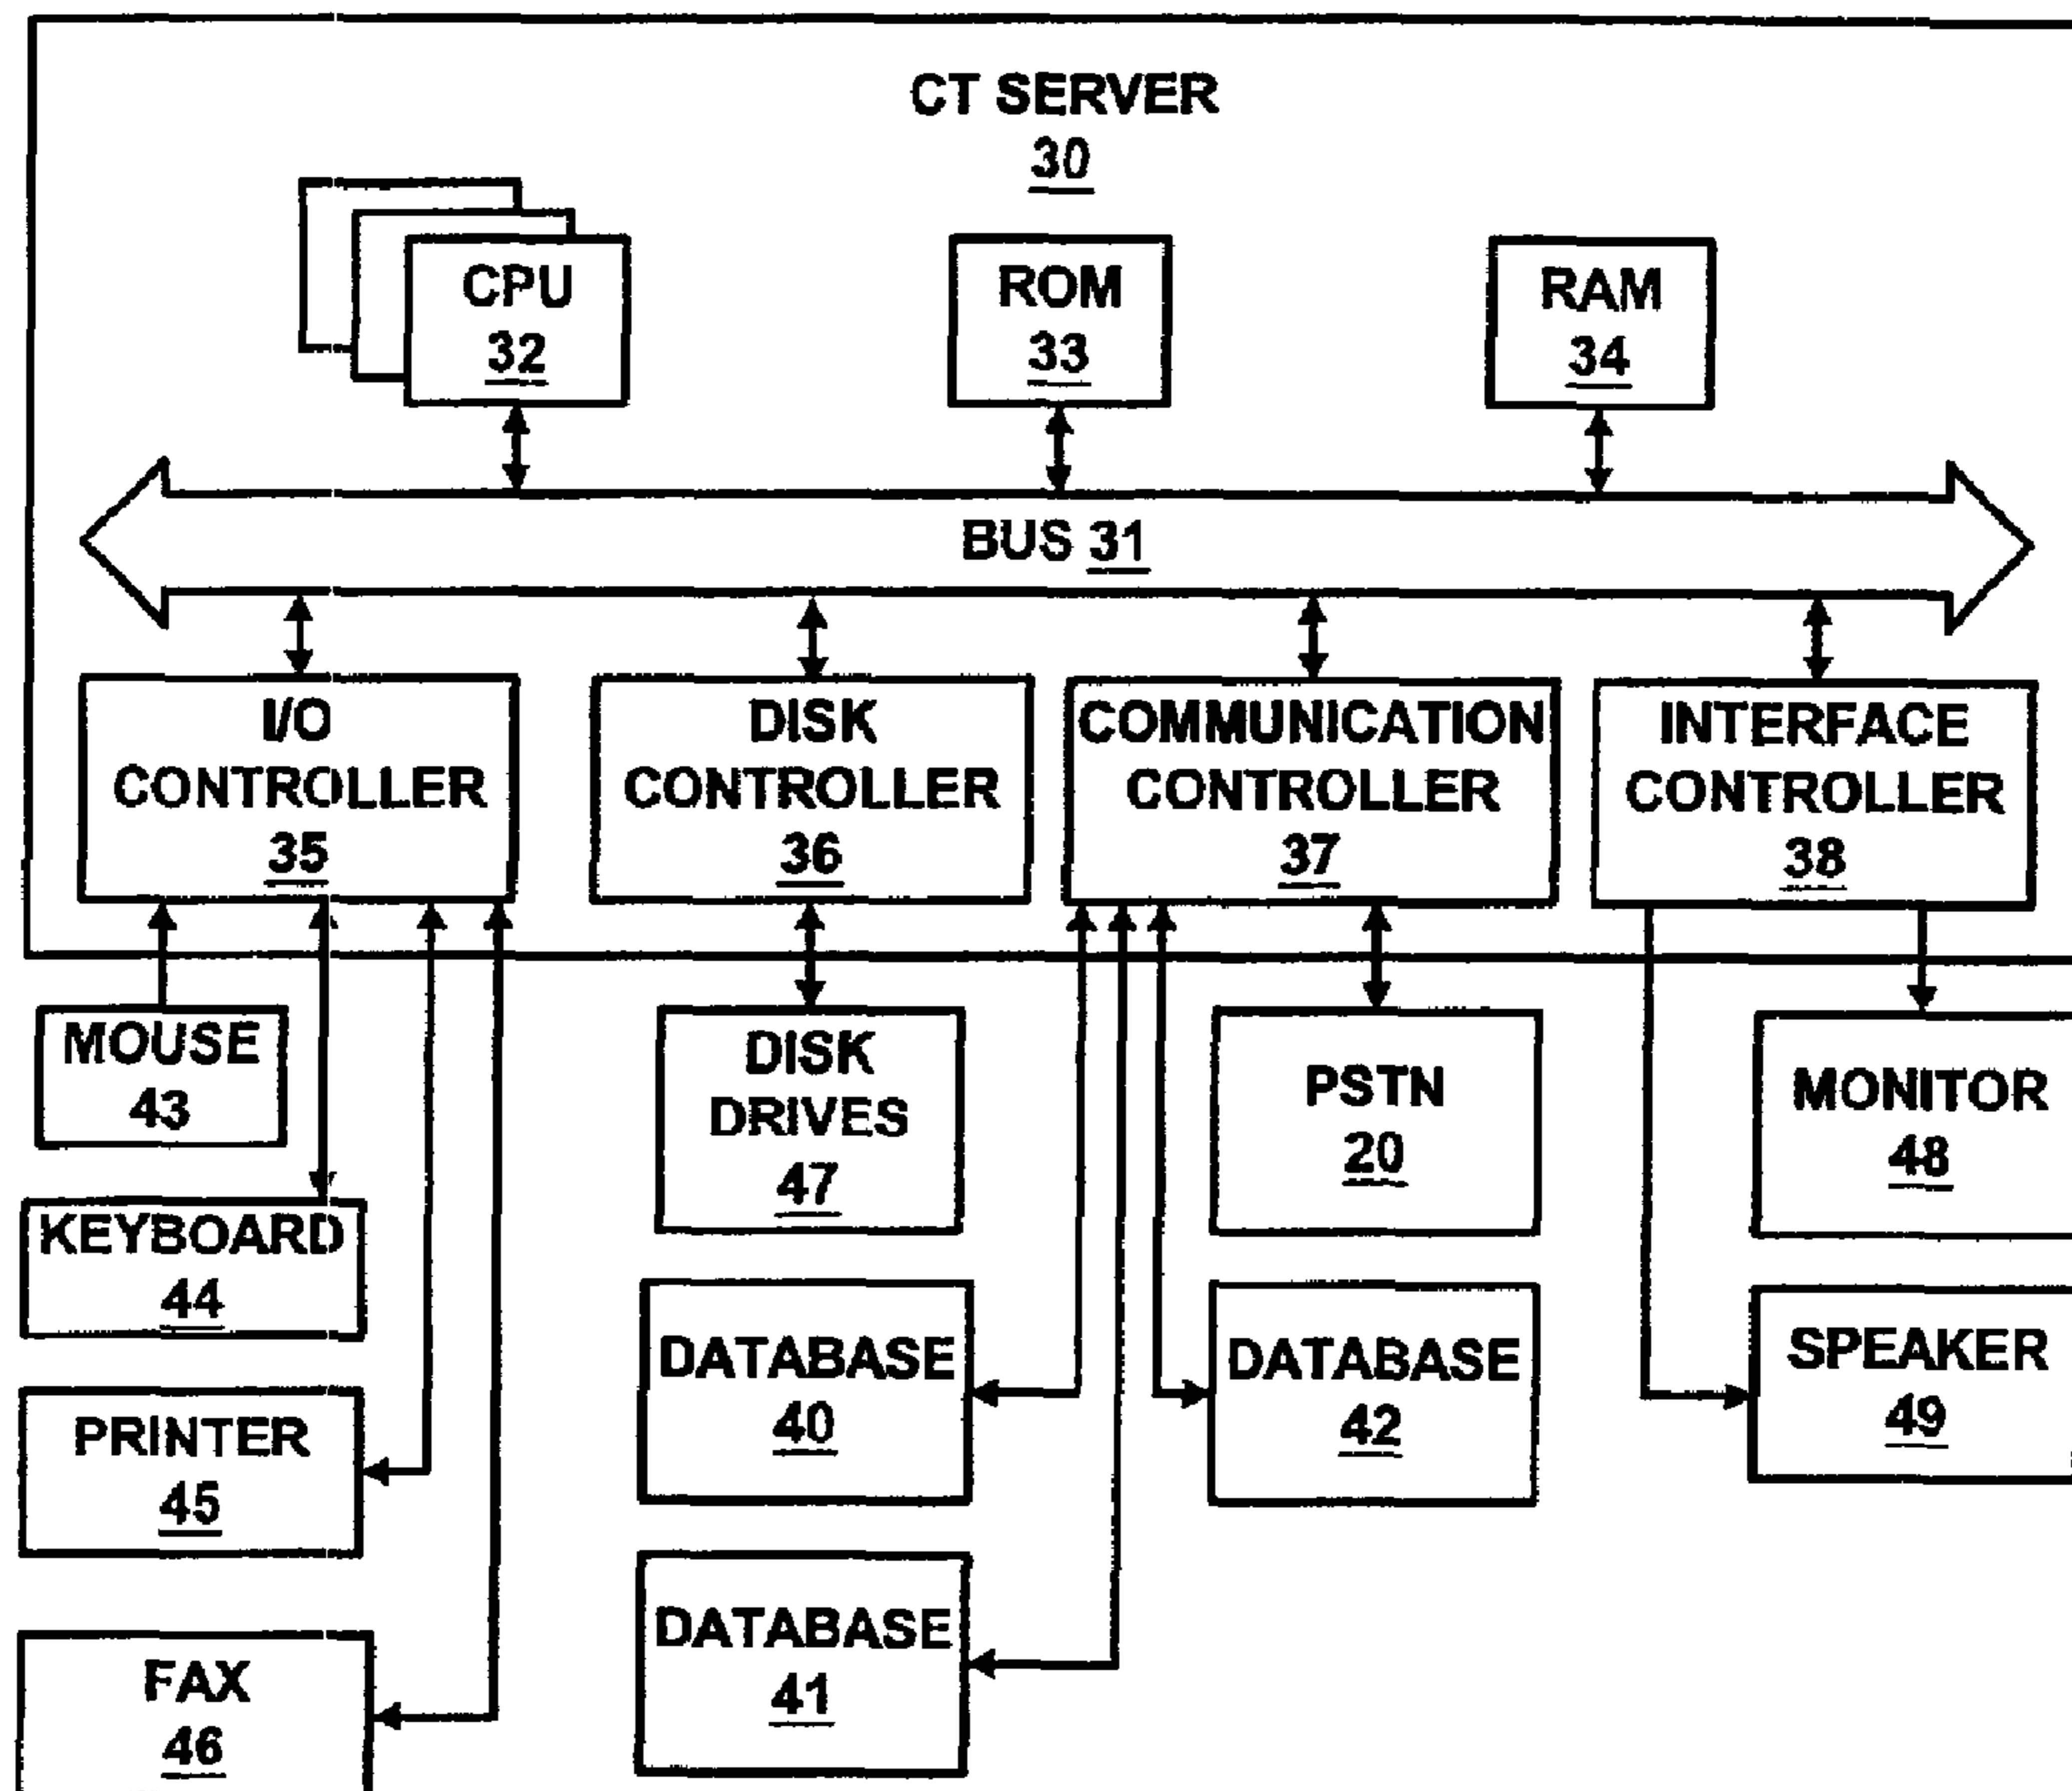 CT SERVER
30
CPU
32
ROM
33
RAM
34
BUS 31
I/O
CONTROLLER
35
DISK
CONTROLLER
36
COMMUNICATION
CONTROLLER
37
INTERFACE
CONTROLLER
38
MOUSE
43
KEYBOARD
44
PRINTER
45
FAX
46
DISK
DRIVES
47
DATABASE
40
DATABASE
41
PSTN
20
DATABASE
42
MONITOR
48
SPEAKER
49